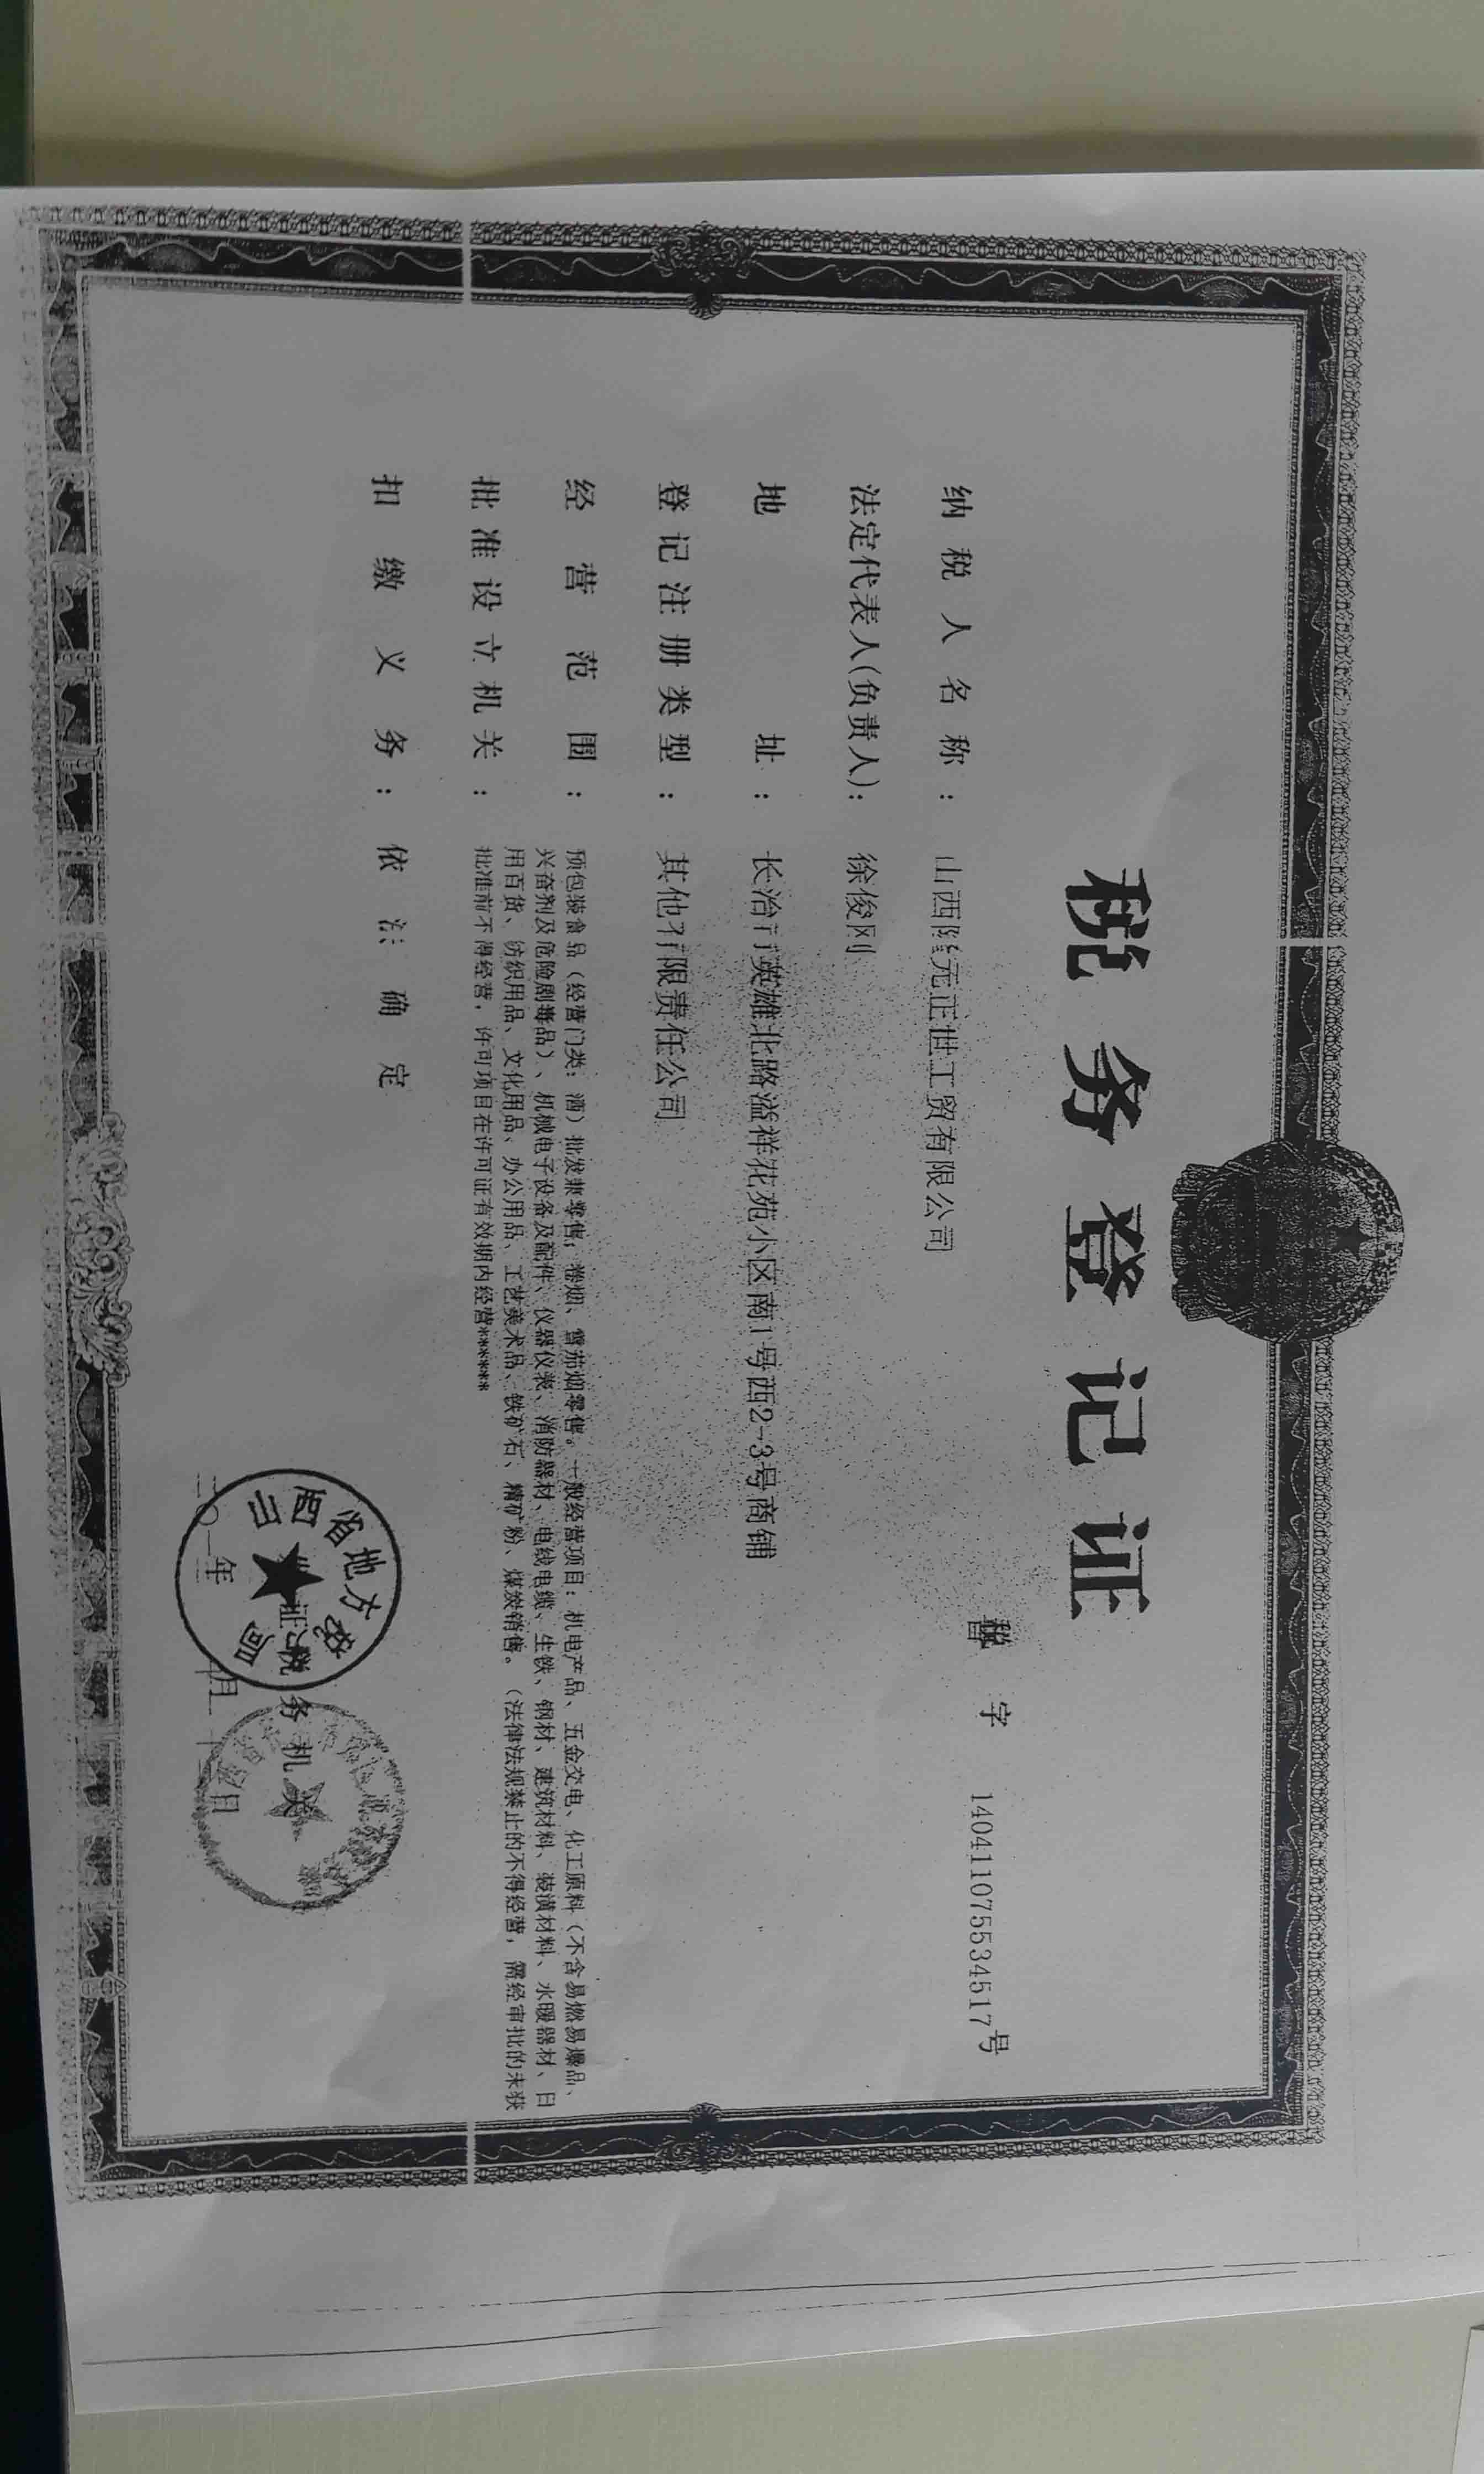 税务登记证
字 140411075534517号
纳税人名称: 山西隆元正世工贸有限公司
法定代表人(负责人): 徐俊刚
地址: 长治市英雄北路溢祥花苑小区南1号西2-3号商铺
登记注册类型: 其他有限责任公司
经营范围: 预包装食品(经营门类:酒)批发兼零售;卷烟、雪茄烟零售。一般经营项目:机电产品、五金交电、化工原料(不含易燃易爆品、
兴奋剂及危险剧毒品)、机械电子设备及配件、仪器仪表、消防器材、电线电缆、生铁、钢材、建筑材料、装潢材料、水暖器材、日
用百货、纺织用品、文化用品、办公用品、工艺美术品、铁矿石、精矿粉、煤炭销售。(法律法规禁止的不得经营,需经审批的未获
批准前不得经营,许可项目在许可证有效期内经营*****
批准设立机关:
扣缴义务: 依法确定
山西省地方税 局
证税务机关
年 月 日